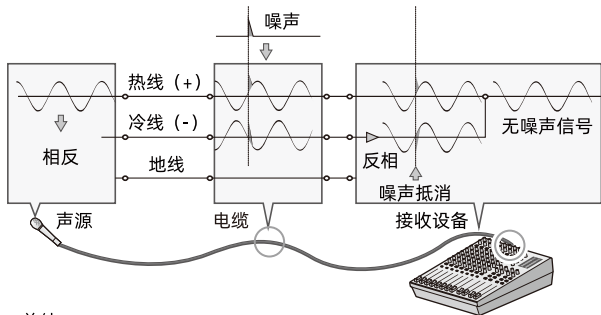 噪声
热线（+）
冷线（-）
相反
地线
反相
无噪声信号
噪声抵消
声源
电缆
接收设备